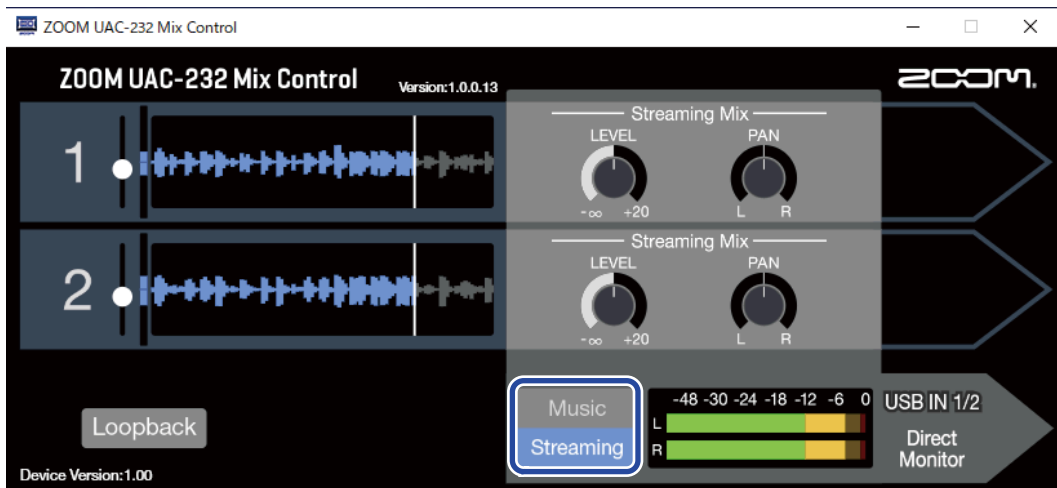 ZOOM UAC-232 Mix Control
ZOOM UAC-232 Mix Control
Version:1.0.0.13
ZOOM
1
Streaming Mix
LEVEL PAN
-∞ +20 L R
2
Streaming Mix
LEVEL PAN
-∞ +20 L R
Loopback
Music
Streaming
-48 -30 -24 -18 -12 -6 0
L
R
USB IN 1/2
Direct
Monitor
Device Version:1.00